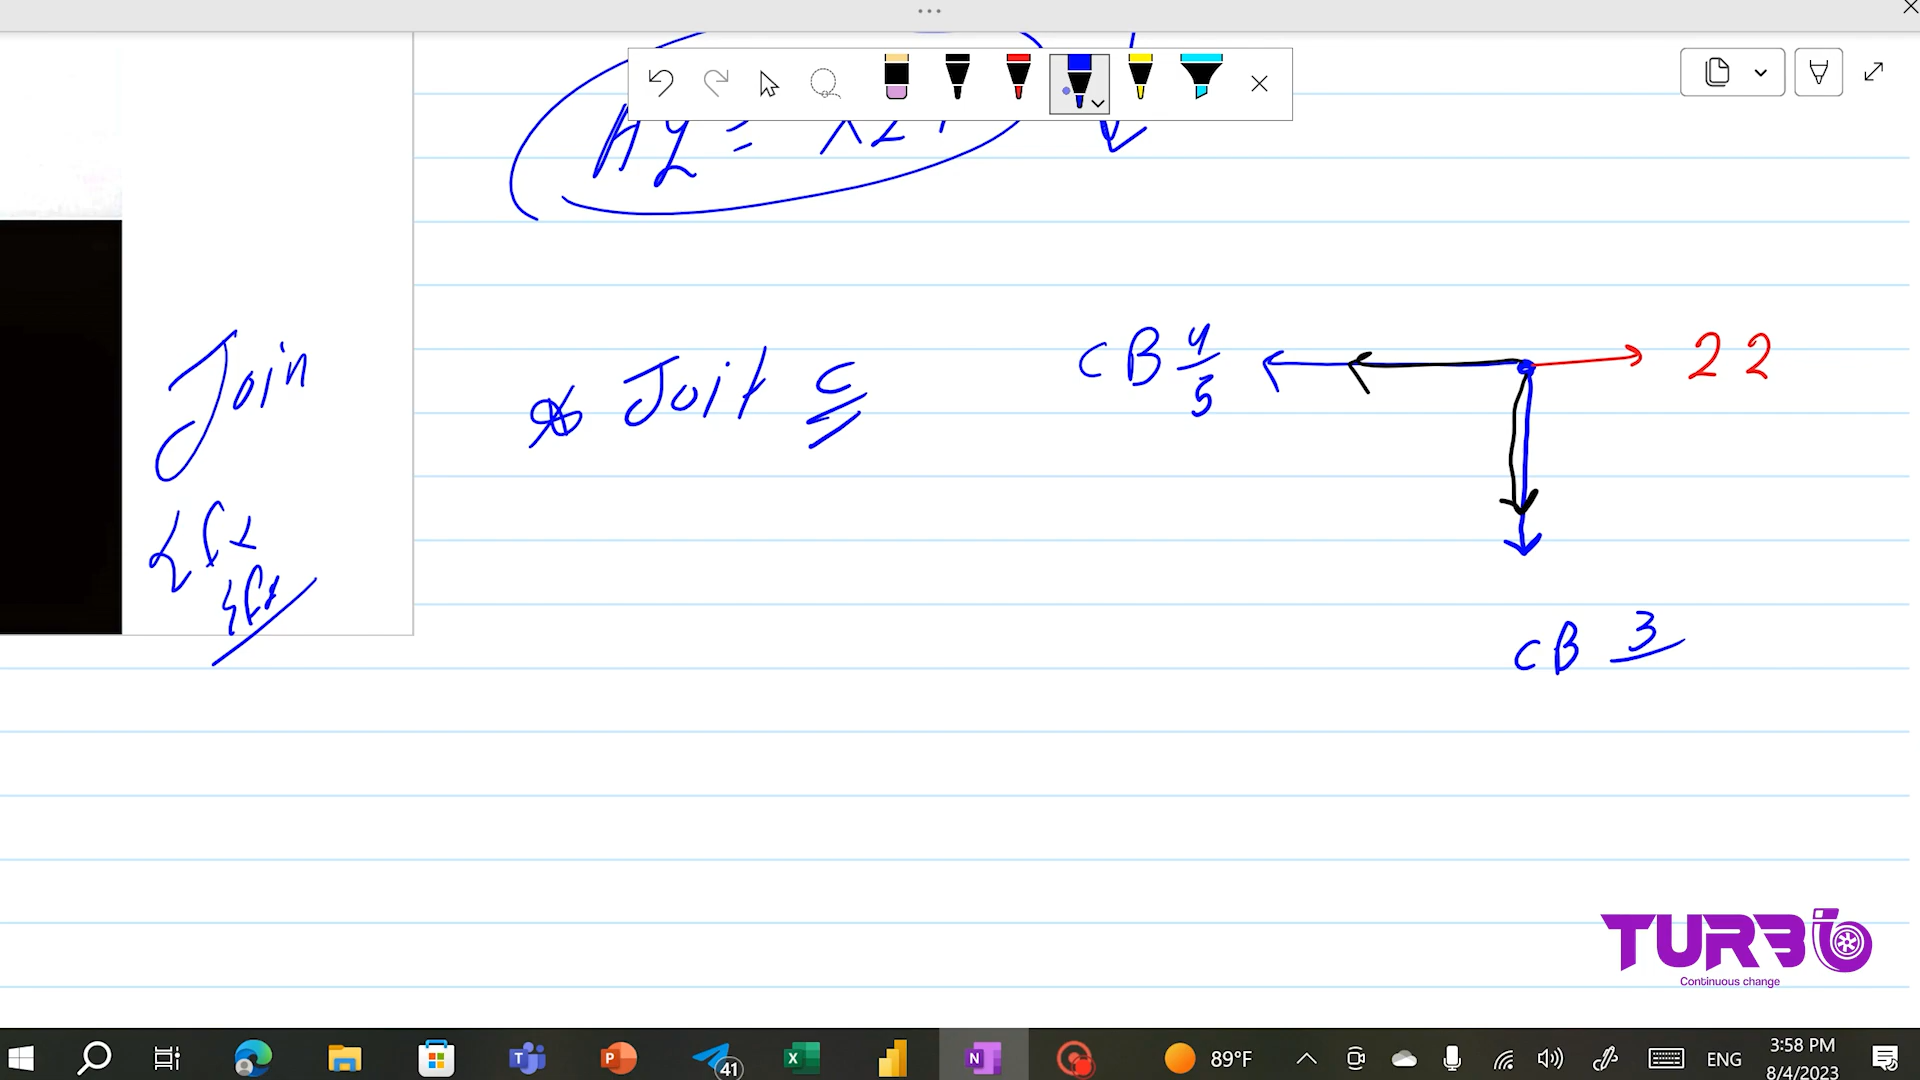 * Joit C
CB 4/5
22
Join
CB 3
TURBO
Continuous change
41
89°F
ENG
3:58 PM
8/4/2023